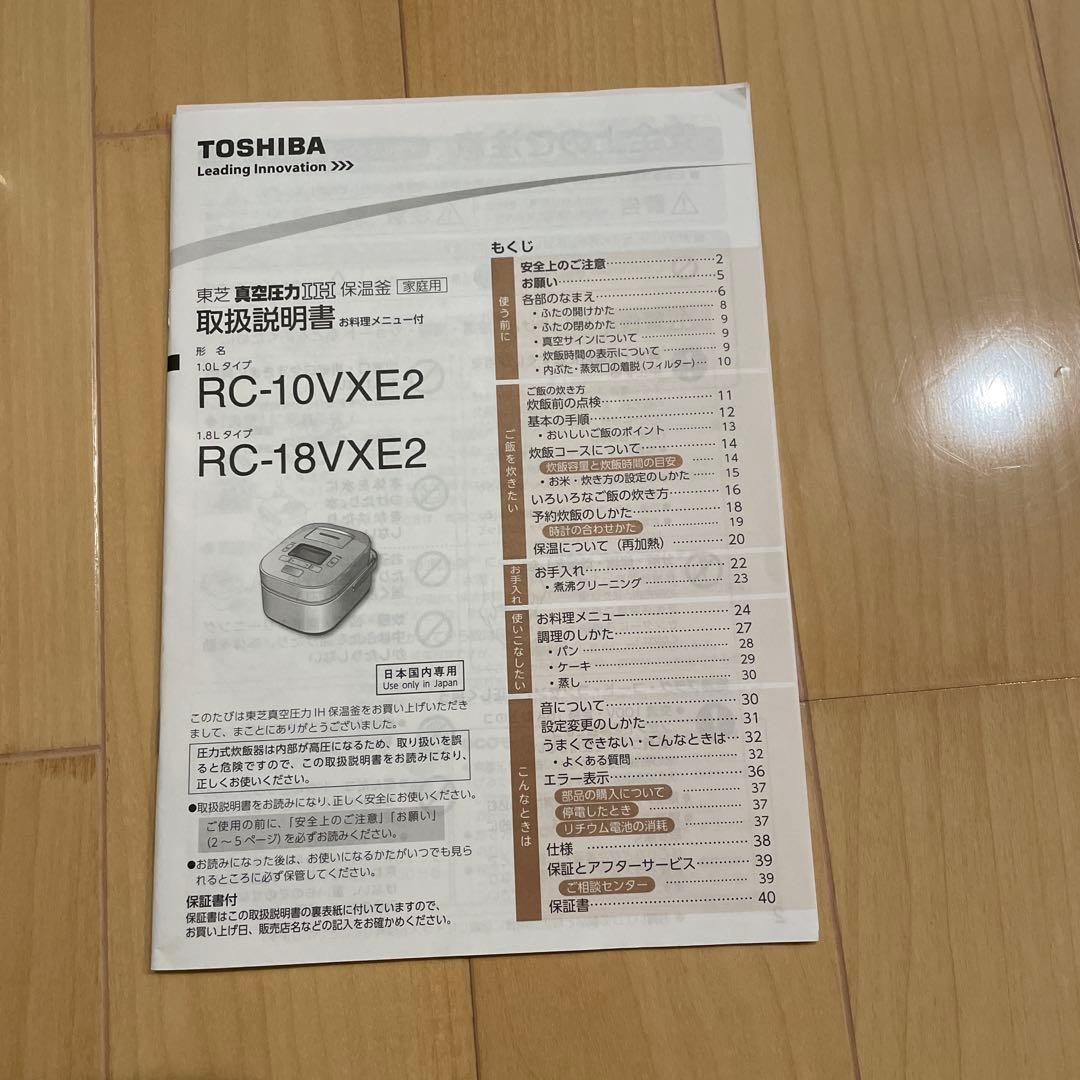 TOSHIBA
Leading Innovation >>>
東芝 真空圧力IH 保温釜 家庭用
取扱説明書 お料理メニュー付
形 名
1.0L タイプ
RC-10VXE2
1.8L タイプ
RC-18VXE2
日本国内専用
Use only in Japan
このたびは東芝真空圧力 IH 保温釜をお買い上げいただき
まして、まことにありがとうございました。
圧力式炊飯器は内部が高圧になるため、取り扱いを誤
ると危険ですので、この取扱説明書をお読みになり、
正しくお使いください。
●取扱説明書をお読みになり、正しく安全にお使いください。
ご使用の前に、「安全上のご注意」「お願い」
(2～5ページ)を必ずお読みください。
●お読みになった後は、お使いになるかたがいつでも見ら
れるところに必ず保管してください。
保証書付
保証書はこの取扱説明書の裏表紙に付いていますので、
お買い上げ日、販売店名などの記入をお確かめください。
もくじ
使う前に
安全上のご注意 2
お願い 5
各部のなまえ 6
・ふたの開けかた 8
・ふたの閉めかた 9
・真空サインについて 9
・炊飯時間の表示について 9
・内ぶた・蒸気口の着脱（フィルター） 10
ご飯を炊きたい
ご飯の炊き方
炊飯前の点検 11
基本の手順 12
・おいしいご飯のポイント 13
炊飯コースについて 14
炊飯容量と炊飯時間の目安 14
・お米・炊き方の設定のしかた 15
いろいろなご飯の炊き方 16
予約炊飯のしかた 18
時計の合わせかた 19
保温について（再加熱） 20
お手入れ
お手入れ 22
・煮沸クリーニング 23
使いこなしたい
お料理メニュー 24
調理のしかた 27
・パン 28
・ケーキ 29
・蒸し 30
こんなときは
音について 30
設定変更のしかた 31
うまくできない・こんなときは 32
・よくある質問 32
エラー表示 36
部品の購入について 37
停電したとき 37
リチウム電池の消耗 37
仕様 38
保証とアフターサービス 39
ご相談センター 39
保証書 40